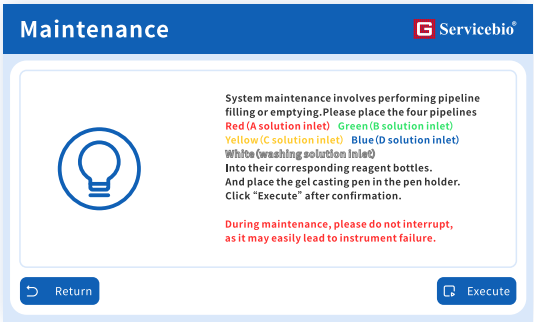 Maintenance
G Servicebio®
System maintenance involves performing pipeline
filling or emptying.Please place the four pipelines
Red(A solution inlet) Green(B solution inlet)
Yellow(C solution inlet) Blue(D solution inlet)
White(washing solution inlet)
Into their corresponding reagent bottles.
And place the gel casting pen in the pen holder.
Click “Execute” after confirmation.
During maintenance, please do not interrupt,
as it may easily lead to instrument failure.
Return
Execute